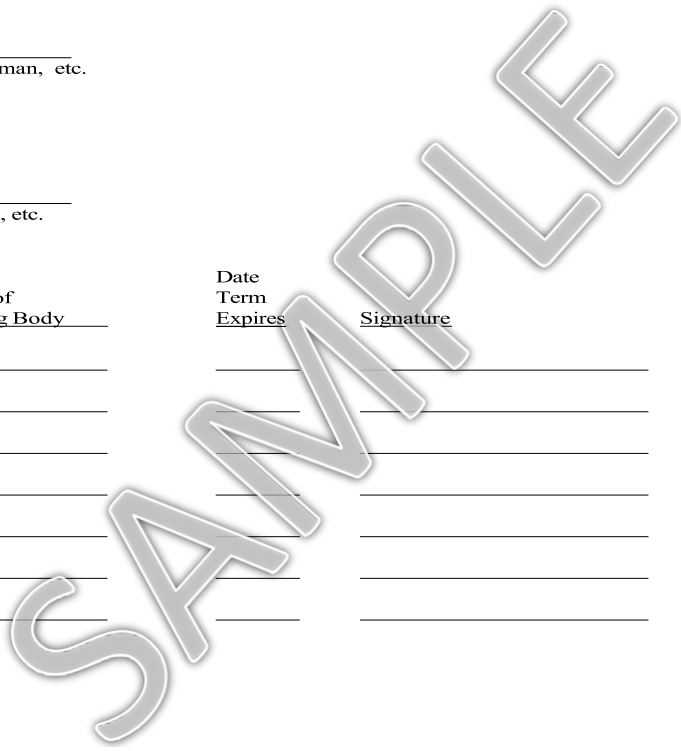 man, etc.
, etc.
Date
of Term
g Body Expires Signature
SAMPLE